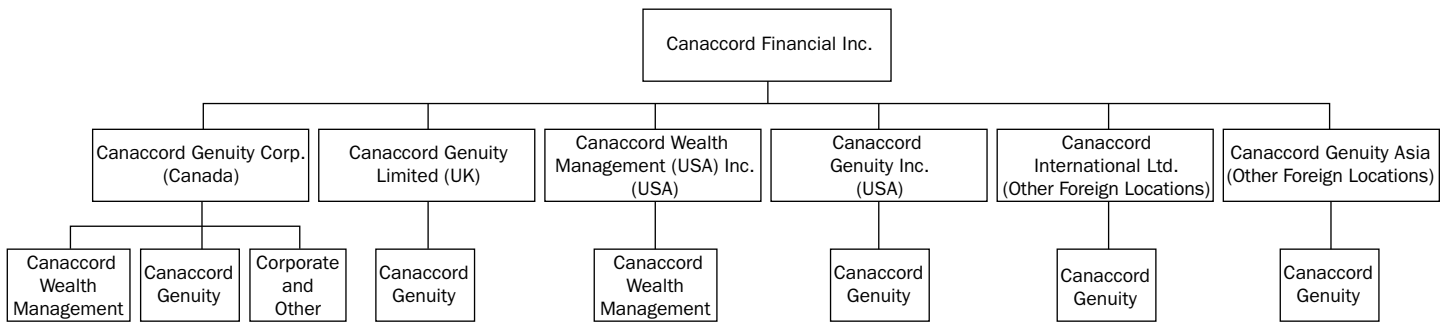 Canaccord Financial Inc.
Canaccord Genuity Corp.
(Canada)
Canaccord Genuity
Limited (UK)
Canaccord Wealth
Management (USA) Inc.
(USA)
Canaccord
Genuity Inc.
(USA)
Canaccord
International Ltd.
(Other Foreign Locations)
Canaccord Genuity Asia
(Other Foreign Locations)
Canaccord
Wealth
Management
Canaccord
Genuity
Corporate
and
Other
Canaccord
Genuity
Canaccord
Wealth
Management
Canaccord
Genuity
Canaccord
Genuity
Canaccord
Genuity